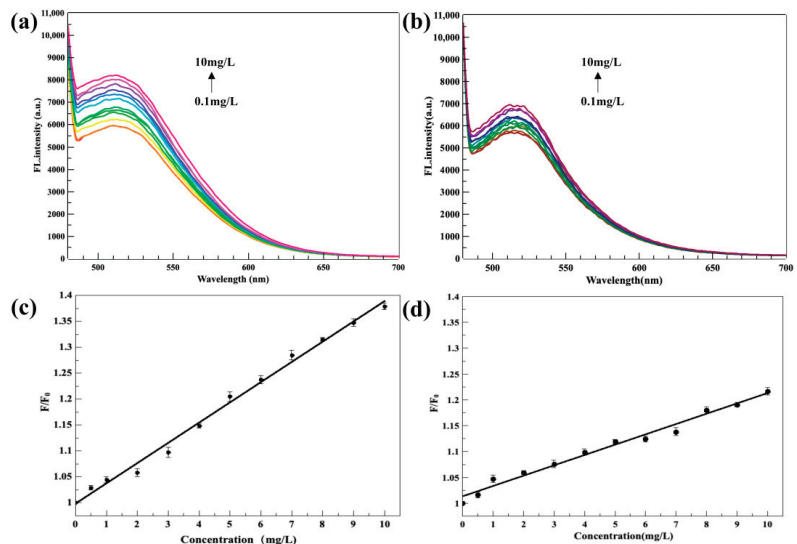 (a)
11,000
10,000
9000
8000
7000
6000
5000
4000
3000
2000
1000
0
FL.intensity (a.u.)
10mg/L
0.1mg/L
500 550 600 650 700
Wavelength (nm)
(b)
11,000
10,000
9000
8000
7000
6000
5000
4000
3000
2000
1000
0
FL.intensity(a.u.)
10mg/L
0.1mg/L
500 550 600 650 700
Wavelength(nm)
(c)
1.4
1.35
1.3
1.25
1.2
1.15
1.1
1.05
1
F/F0
0 1 2 3 4 5 6 7 8 9 10
Concentration (mg/L)
(d)
1.4
1.35
1.3
1.25
1.2
1.15
1.1
1.05
1
F/F0
0 1 2 3 4 5 6 7 8 9 10
Concentration(mg/L)